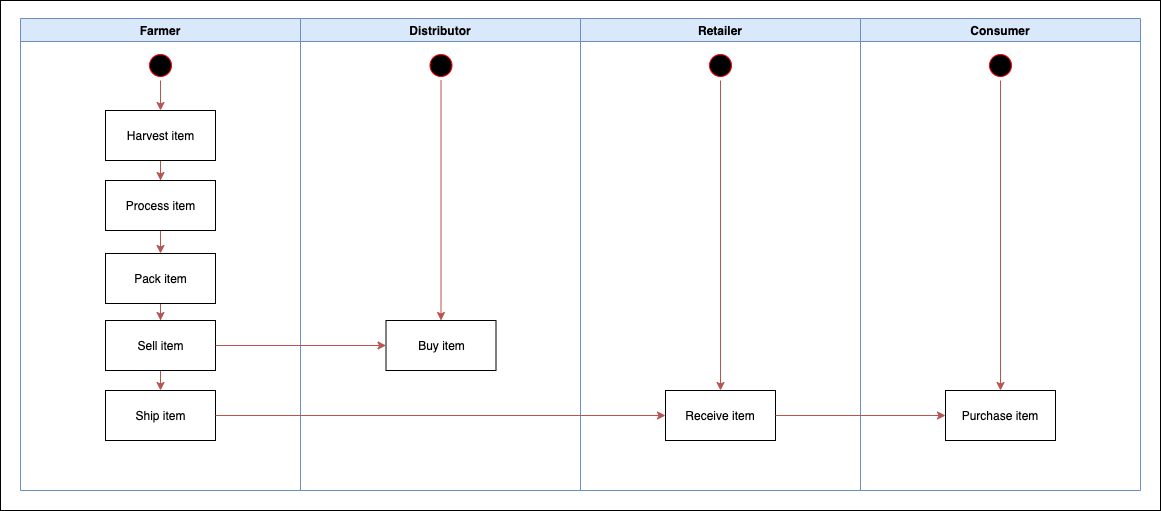 Farmer
Distributor
Retailer
Consumer
Harvest item
Process item
Pack item
Sell item
Buy item
Ship item
Receive item
Purchase item